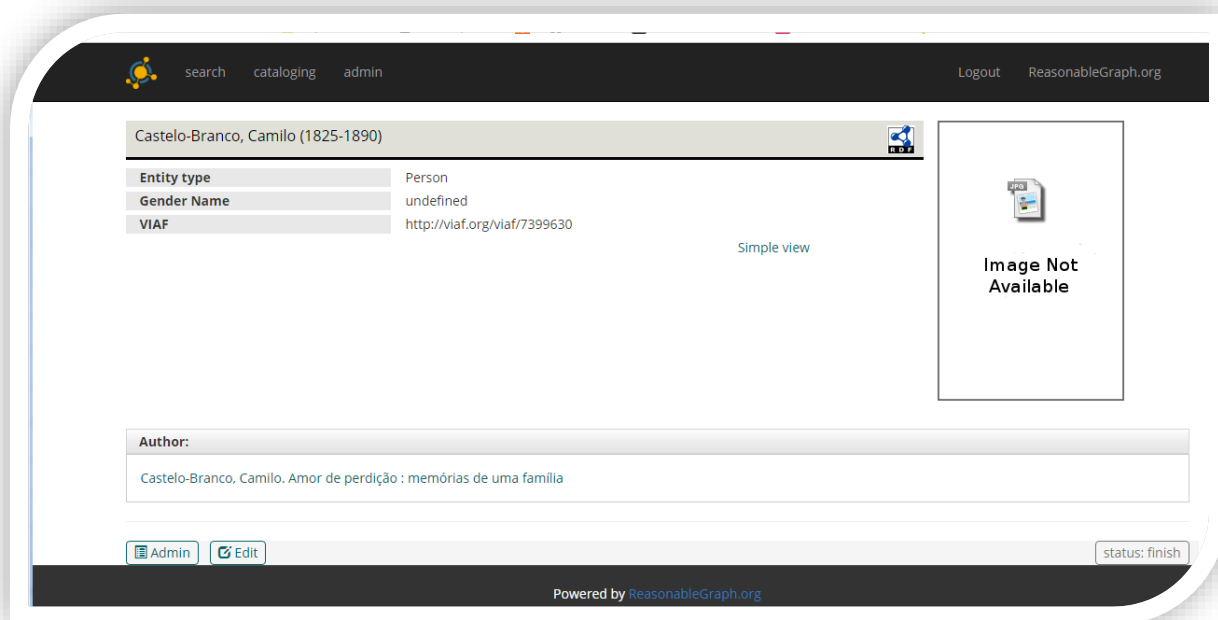 search cataloging admin Logout ReasonableGraph.org
Castelo-Branco, Camilo (1825-1890)
RDF
Entity type Person
Gender Name undefined
VIAF http://viaf.org/viaf/7399630
Simple view
JPG
Image Not
Available
Author:
Castelo-Branco, Camilo. Amor de perdição : memórias de uma família
Admin Edit status: finish
Powered by ReasonableGraph.org